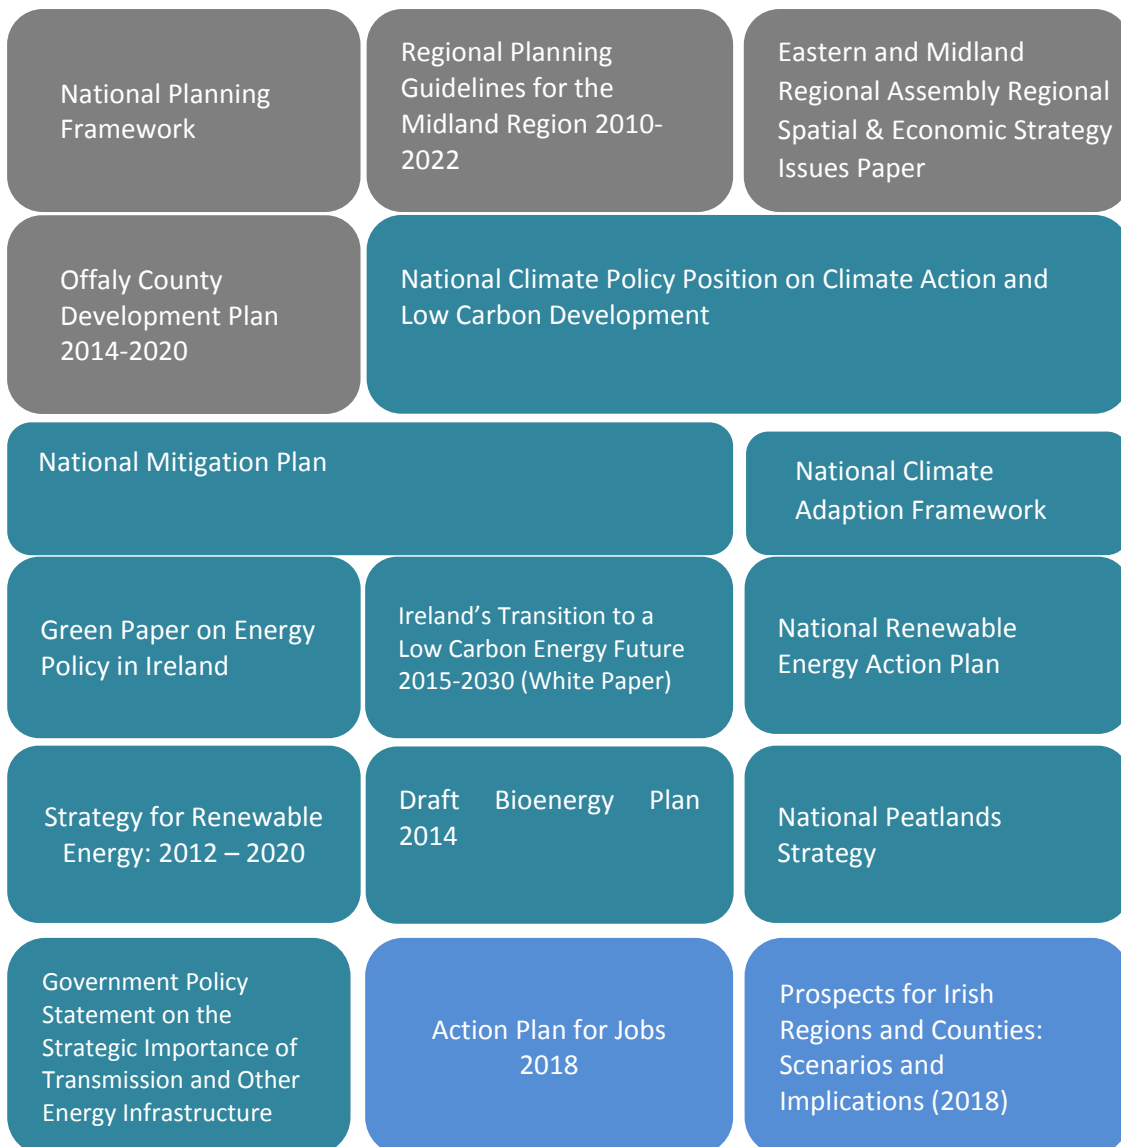 National Planning
Framework
Regional Planning
Guidelines for the
Midland Region 2010-
2022
Eastern and Midland
Regional Assembly Regional
Spatial & Economic Strategy
Issues Paper
Offaly County
Development Plan
2014-2020
National Climate Policy Position on Climate Action and
Low Carbon Development
National Mitigation Plan
National Climate
Adaption Framework
Green Paper on Energy
Policy in Ireland
Ireland’s Transition to a
Low Carbon Energy Future
2015-2030 (White Paper)
National Renewable
Energy Action Plan
Strategy for Renewable
Energy: 2012 – 2020
Draft Bioenergy Plan
2014
National Peatlands
Strategy
Government Policy
Statement on the
Strategic Importance of
Transmission and Other
Energy Infrastructure
Action Plan for Jobs
2018
Prospects for Irish
Regions and Counties:
Scenarios and
Implications (2018)